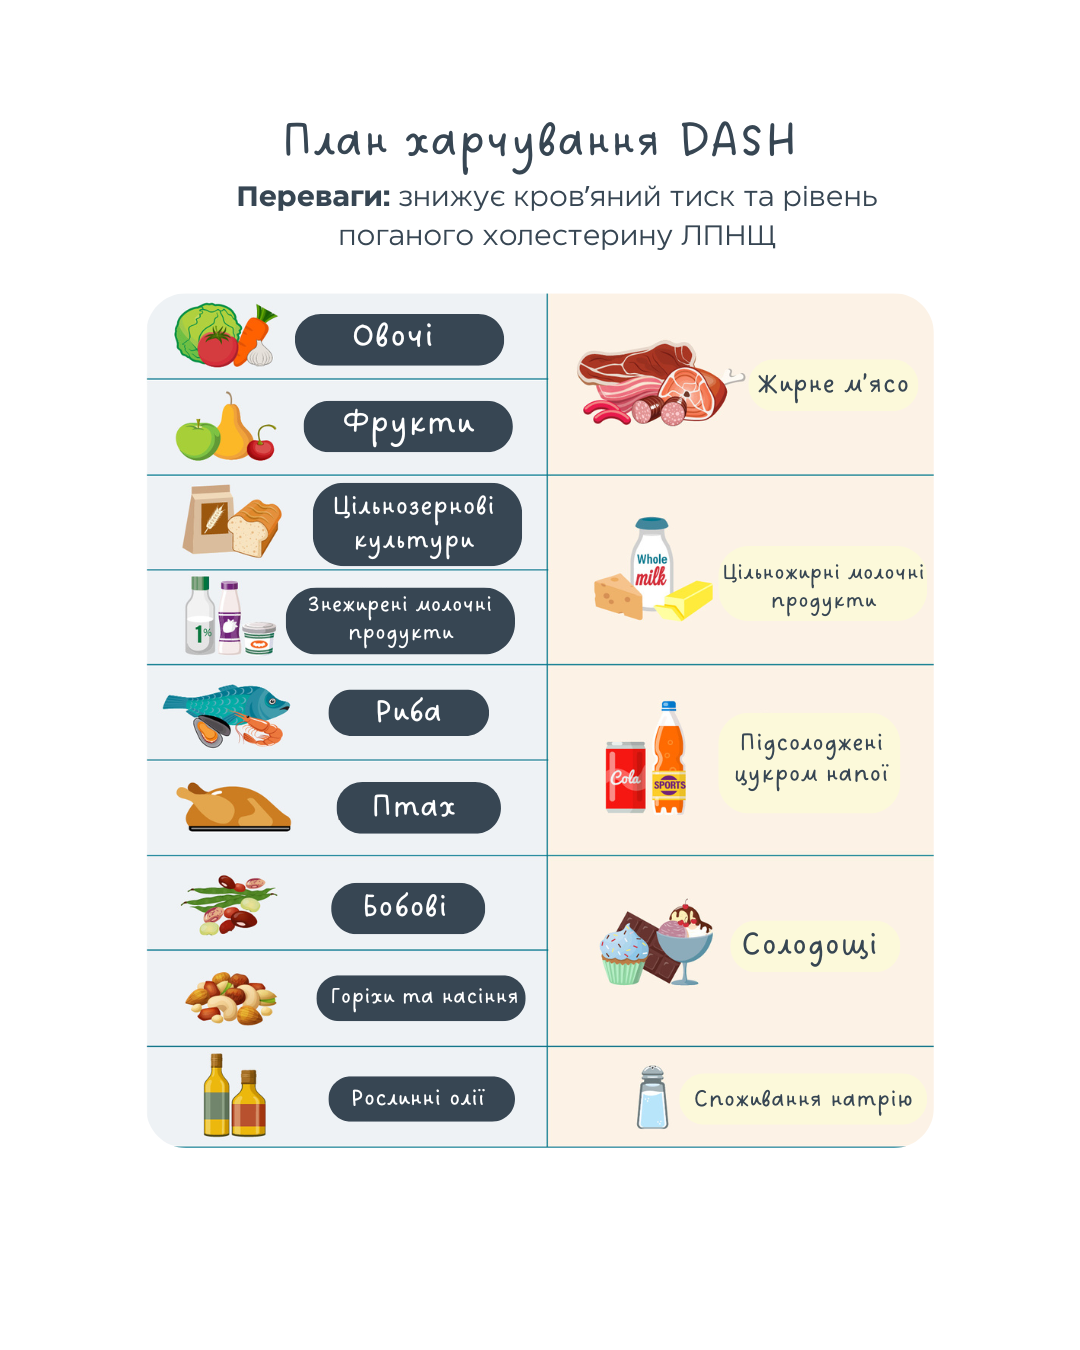 План харчування DASH
Переваги: знижує кров’яний тиск та рівень
поганого холестерину ЛПНЩ
Овочі
Фрукти
Цільнозернові
культури
1%
Знежирені молочні
продукти
Риба
Птах
Бобові
Горіхи та насіння
Рослинні олії
Жирне м'ясо
Whole
milk
Цільножирні молочні
продукти
Cola
SPORTS
Підсолоджені
цукром напої
Солодощі
Споживання натрію